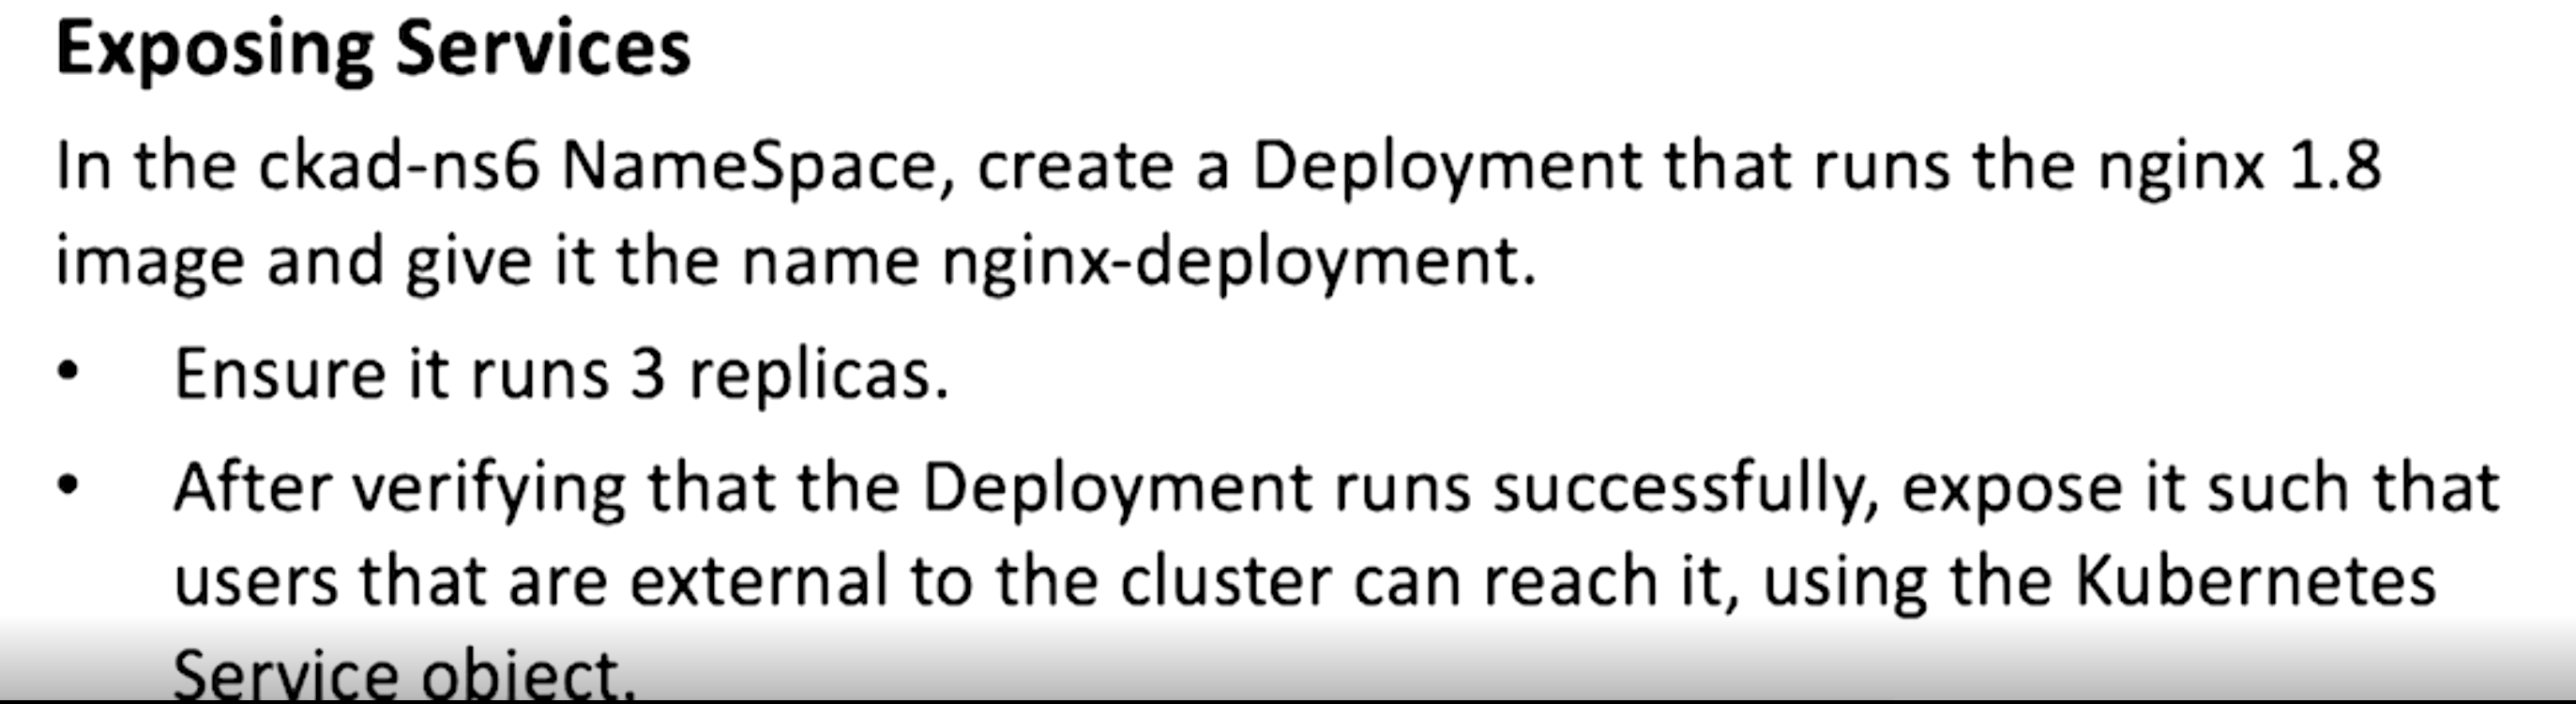 Exposing Services
In the ckad-ns6 NameSpace, create a Deployment that runs the nginx 1.8
image and give it the name nginx-deployment.
• Ensure it runs 3 replicas.
• After verifying that the Deployment runs successfully, expose it such that
users that are external to the cluster can reach it, using the Kubernetes
Service object.